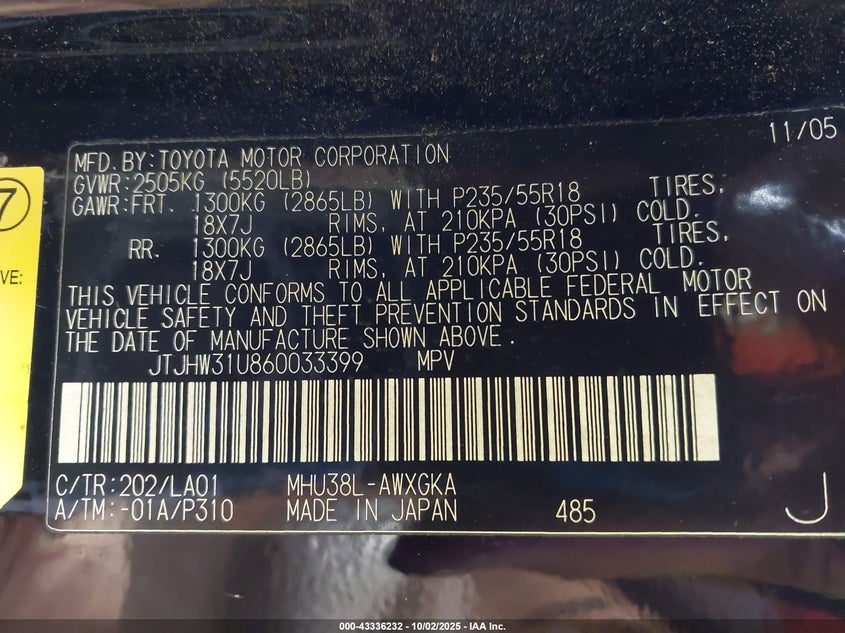 11/05
MFD.BY:TOYOTA MOTOR CORPORATION
GVWR:2505KG (5520LB)
GAWR:FRT. 1300KG (2865LB) WITH P235/55R18 TIRES,
18X7J RIMS, AT 210KPA (30PSI) COLD.
RR. 1300KG (2865LB) WITH P235/55R18 TIRES,
18X7J RIMS, AT 210KPA (30PSI) COLD.
THIS VEHICLE CONFORMS TO ALL APPLICABLE FEDERAL MOTOR
VEHICLE SAFETY AND THEFT PREVENTION STANDARDS IN EFFECT ON
THE DATE OF MANUFACTURE SHOWN ABOVE.
JTJHW31U860033399 MPV
C/TR:202/LA01 MHU38L-AWXGKA
A/TM:-01A/P310 MADE IN JAPAN 485 J
7
VE:
000-43336232 - 10/02/2025 - IAA Inc.